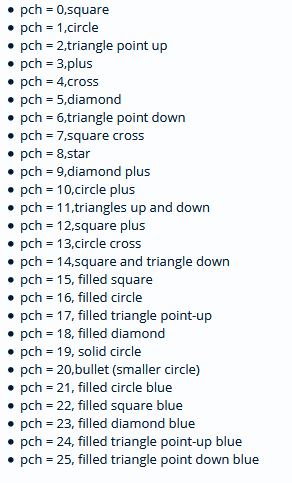 • pch = 0,square
• pch = 1,circle
• pch = 2,triangle point up
• pch = 3,plus
• pch = 4,cross
• pch = 5,diamond
• pch = 6,triangle point down
• pch = 7,square cross
• pch = 8,star
• pch = 9,diamond plus
• pch = 10,circle plus
• pch = 11,triangles up and down
• pch = 12,square plus
• pch = 13,circle cross
• pch = 14,square and triangle down
• pch = 15, filled square
• pch = 16, filled circle
• pch = 17, filled triangle point-up
• pch = 18, filled diamond
• pch = 19, solid circle
• pch = 20,bullet (smaller circle)
• pch = 21, filled circle blue
• pch = 22, filled square blue
• pch = 23, filled diamond blue
• pch = 24, filled triangle point-up blue
• pch = 25, filled triangle point down blue